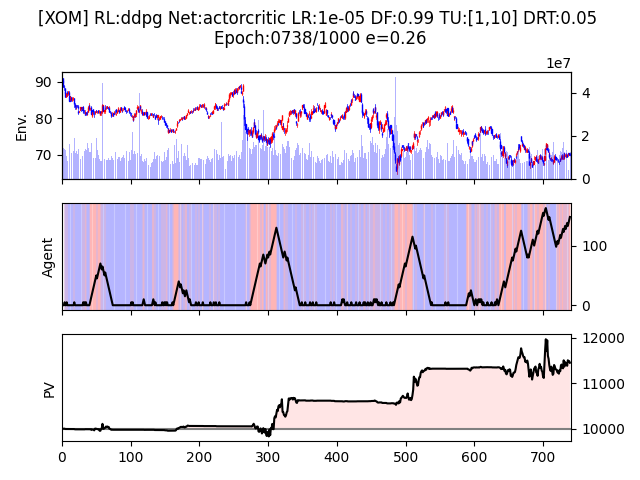 [XOM] RL:ddpg Net:actorcritic LR:1e-05 DF:0.99 TU:[1,10] DRT:0.05
Epoch:0738/1000 e=0.26
1e7
Env.
90
80
70
4
2
0
Agent
100
0
PV
12000
11000
10000
0 100 200 300 400 500 600 700